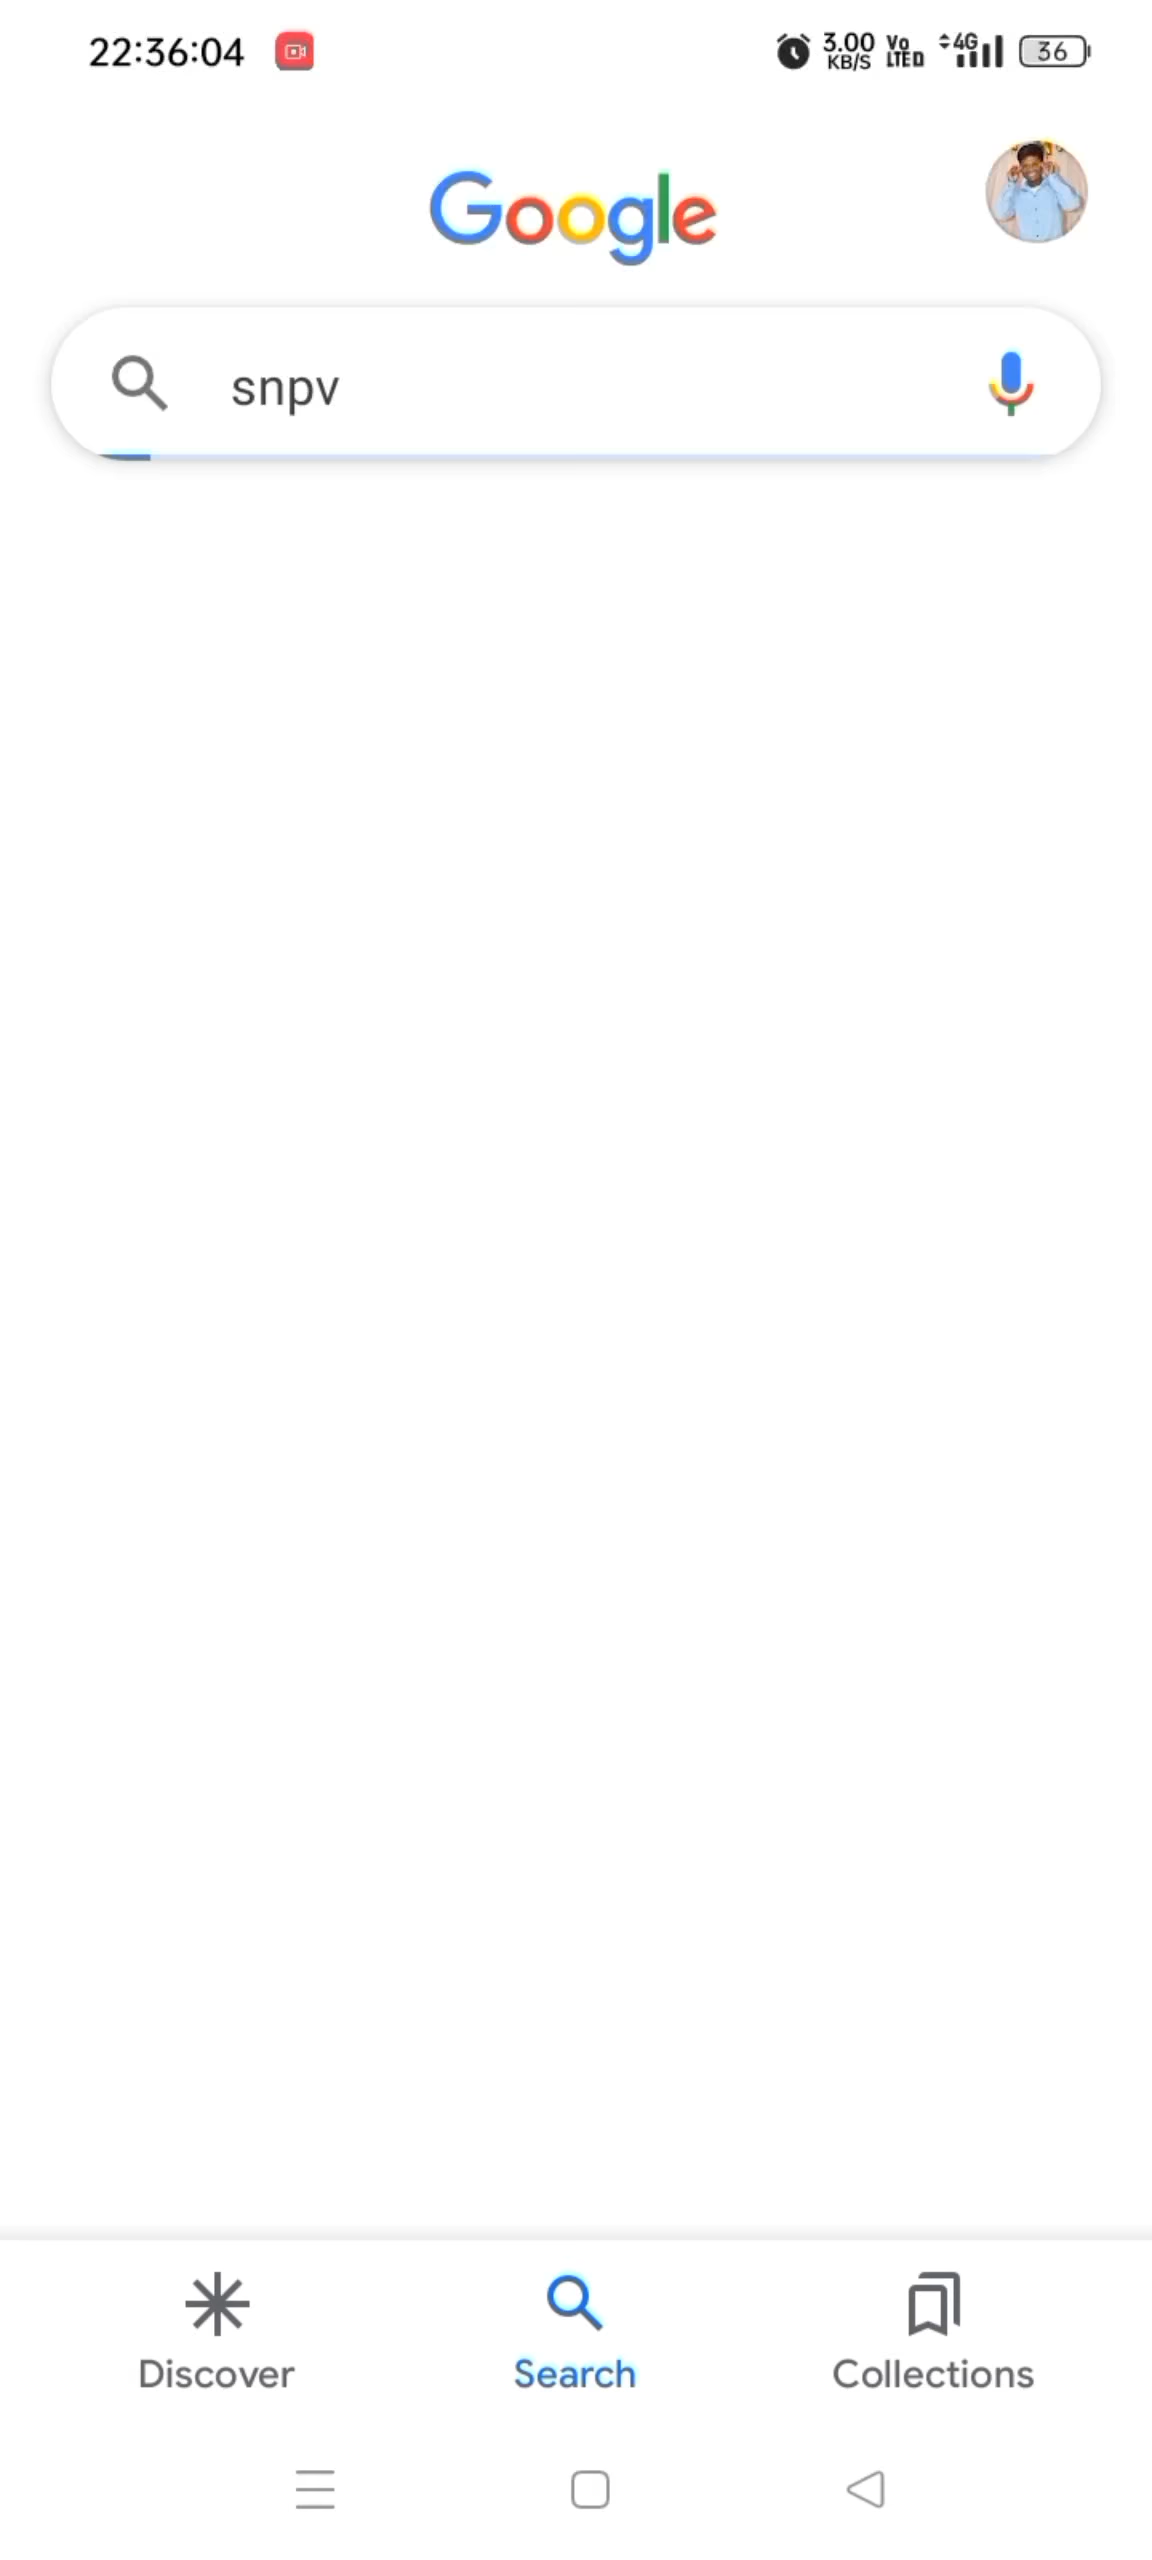 22:36:04
3.00 KB/S
Vo LTE
4G
36
Google
snpv
Discover
Search
Collections